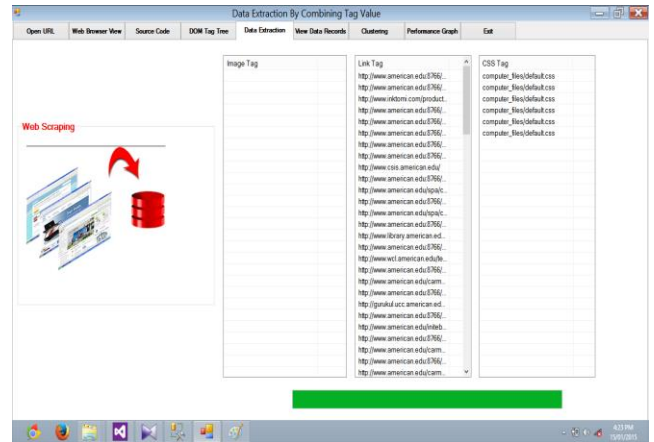 Data Extraction By Combining Tag Value
Open URL Web Browser View Source Code DOM Tag Tree Data Extraction View Data Records Clustering Performance Graph Exit
Web Scraping
Image Tag
Link Tag
http://www.american.edu:8766/..
http://www.inktomi.com/product..
http://www.american.edu:8766/..
http://www.american.edu:8766/..
http://www.american.edu:8766/..
http://www.american.edu:8766/..
http://www.american.edu:8766/..
http://www.american.edu:8766/..
http://www.csis.american.edu/
http://www.american.edu:8766/..
http://www.american.edu/spa/c..
http://www.american.edu:8766/..
http://www.american.edu/spa/c..
http://www.american.edu:8766/..
http://www.library.american.ed..
http://www.american.edu:8766/..
http://www.wcl.american.edu/fe..
http://www.american.edu:8766/..
http://www.american.edu/carm..
http://www.american.edu:8766/..
http://gurukul.ucc.american.ed..
http://www.american.edu:8766/..
http://www.american.edu/initeb..
http://www.american.edu:8766/..
http://www.american.edu/carm..
http://www.american.edu:8766/..
http://www.american.edu/carm..
CSS Tag
computer_files/default.css
computer_files/default.css
computer_files/default.css
computer_files/default.css
computer_files/default.css
computer_files/default.css
4:23 PM
15/01/2015